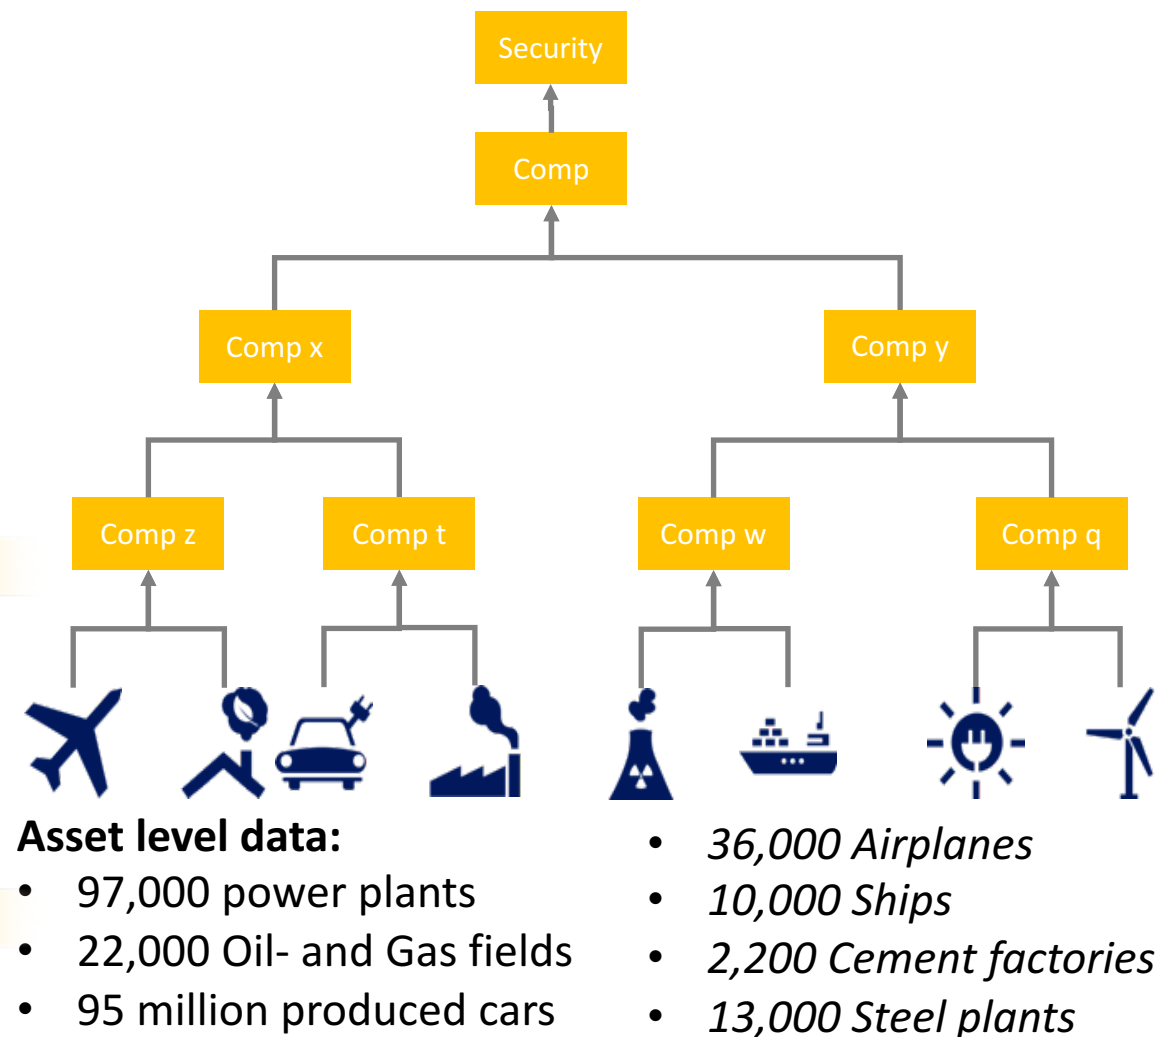 Security
Comp
Comp x
Comp y
Comp z
Comp t
Comp w
Comp q
Asset level data:
• 97,000 power plants
• 22,000 Oil- and Gas fields
• 95 million produced cars
• 36,000 Airplanes
• 10,000 Ships
• 2,200 Cement factories
• 13,000 Steel plants